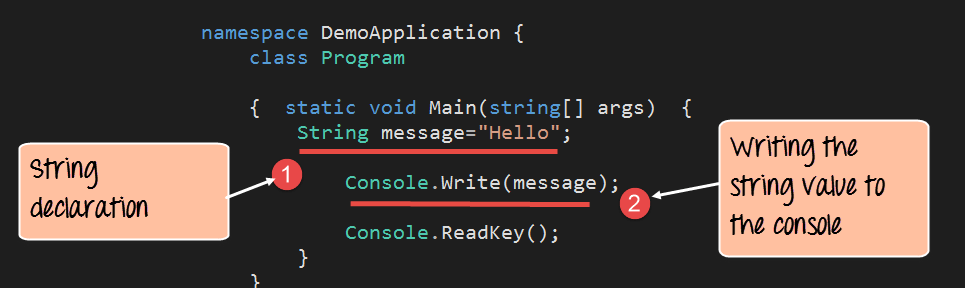 namespace DemoApplication {
class Program
{ static void Main(string[] args) {
String message="Hello";
String
declaration
1
Console.Write(message);
2
Writing the
string value to
the console
Console.ReadKey();
}
}